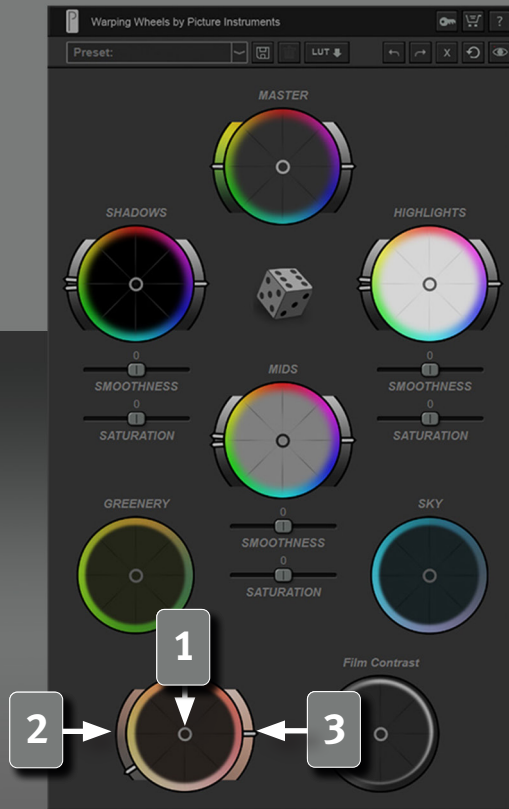 Warping Wheels by Picture Instruments
?
Preset:
LUT
X
MASTER
SHADOWS
HIGHLIGHTS
0
SMOOTHNESS
0
SATURATION
0
SMOOTHNESS
0
SATURATION
MIDS
0
SMOOTHNESS
0
SATURATION
GREENERY
SKY
1
Film Contrast
2
3